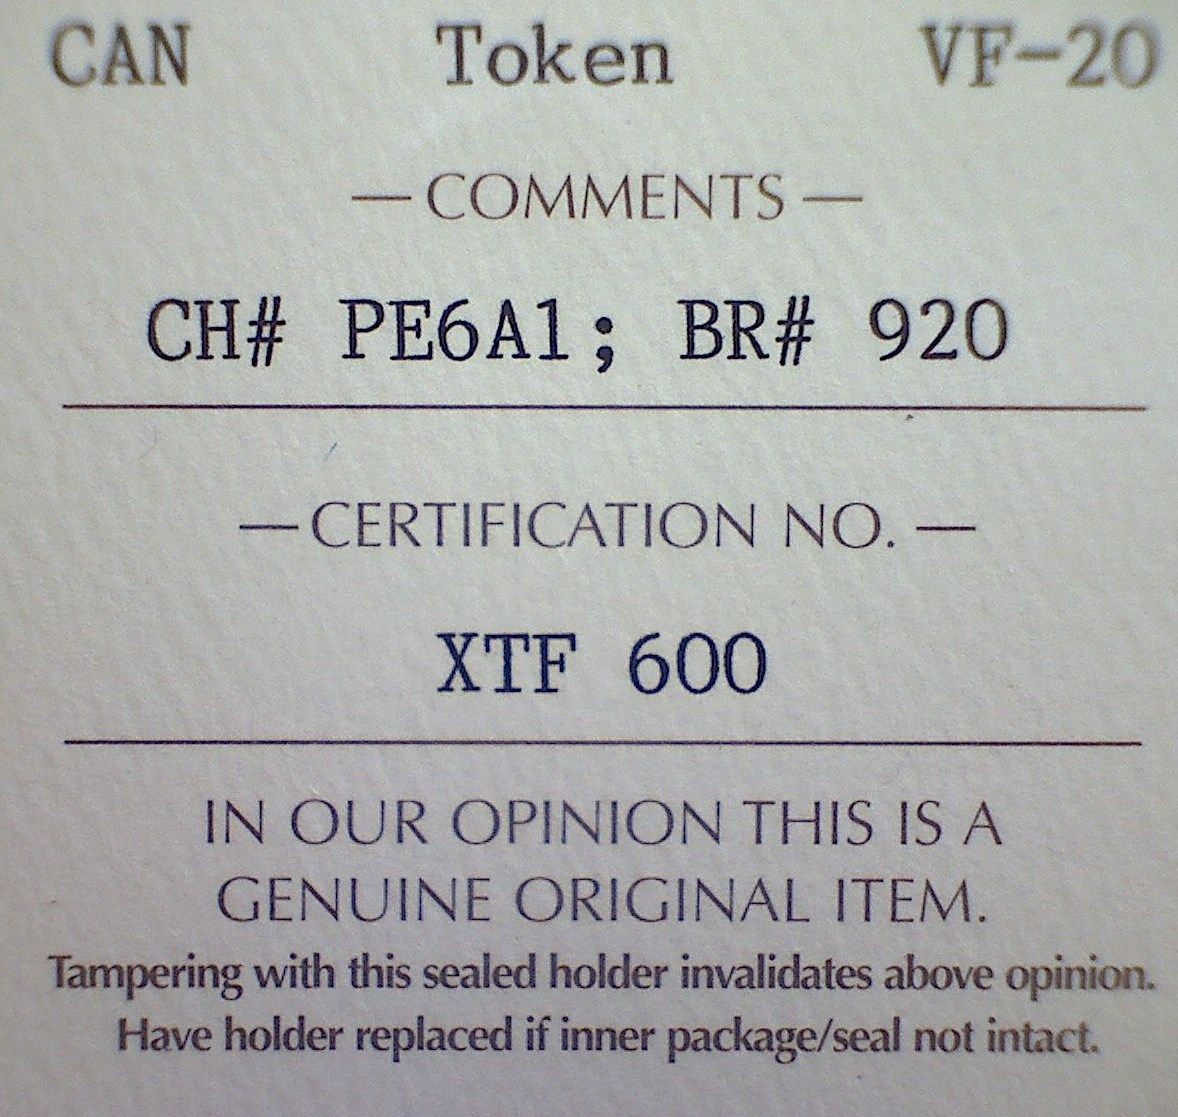 CAN Token VF-20
— COMMENTS —
CH# PE6A1; BR# 920
— CERTIFICATION NO. —
XTF 600
IN OUR OPINION THIS IS A
GENUINE ORIGINAL ITEM.
Tampering with this sealed holder invalidates above opinion.
Have holder replaced if inner package/seal not intact.